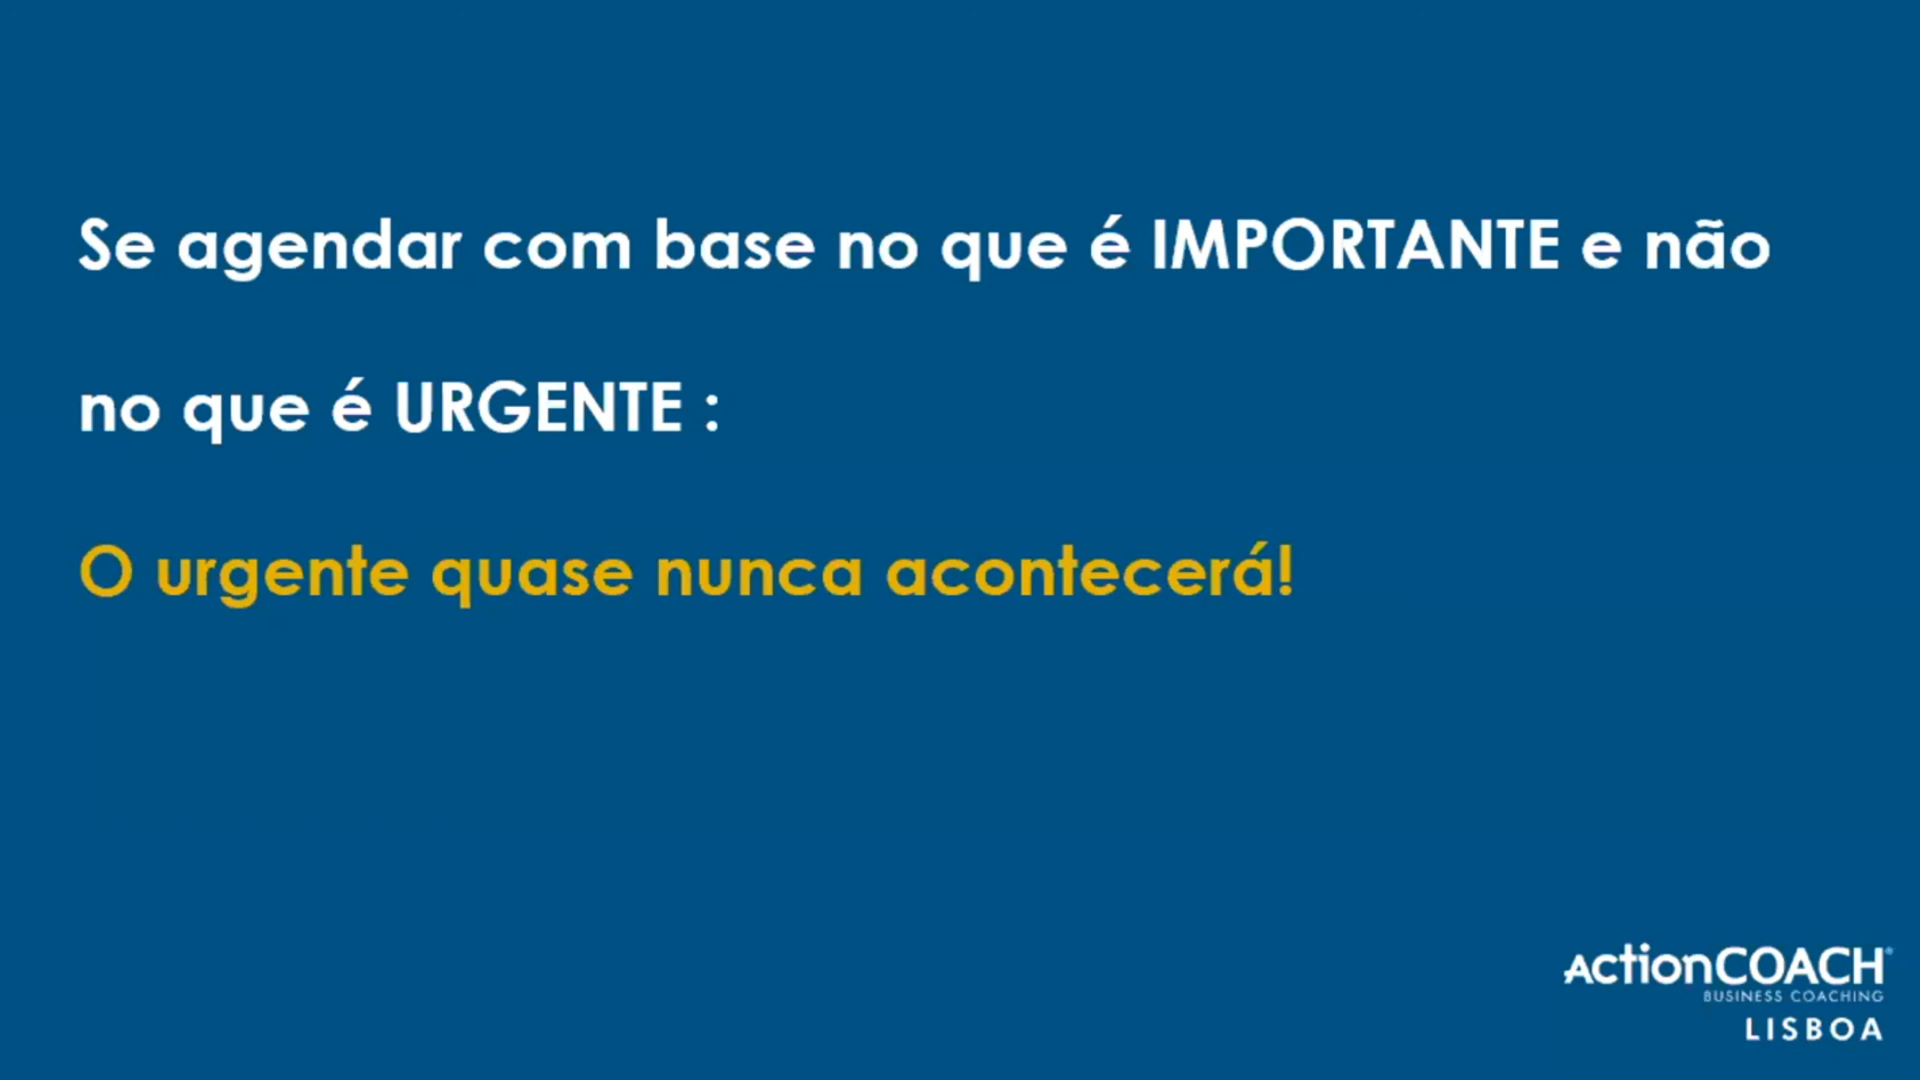 Se agendar com base no que é IMPORTANTE e não
no que é URGENTE :
O urgente quase nunca acontecerá!
ActionCOACH®
BUSINESS COACHING
LISBOA